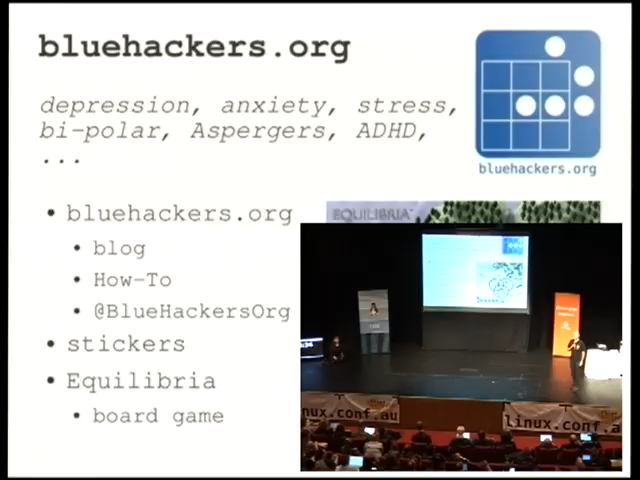 bluehackers.org
depression, anxiety, stress,
bi-polar, Aspergers, ADHD,
...
bluehackers.org
• bluehackers.org
• blog
• How-To
• @BlueHackersOrg
• stickers
• Equilibria
• board game
EQUILIBRIA
nux.conf.au
linux.conf.a